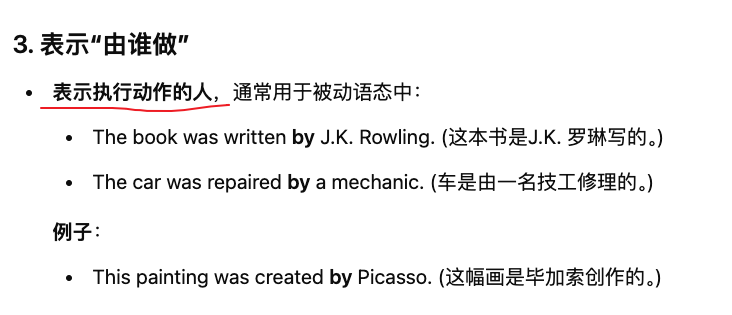 3. 表示“由谁做”
• 表示执行动作的人，通常用于被动语态中：
• The book was written by J.K. Rowling. (这本书是J.K. 罗琳写的。)
• The car was repaired by a mechanic. (车是由一名技工修理的。)
例子：
• This painting was created by Picasso. (这幅画是毕加索创作的。)